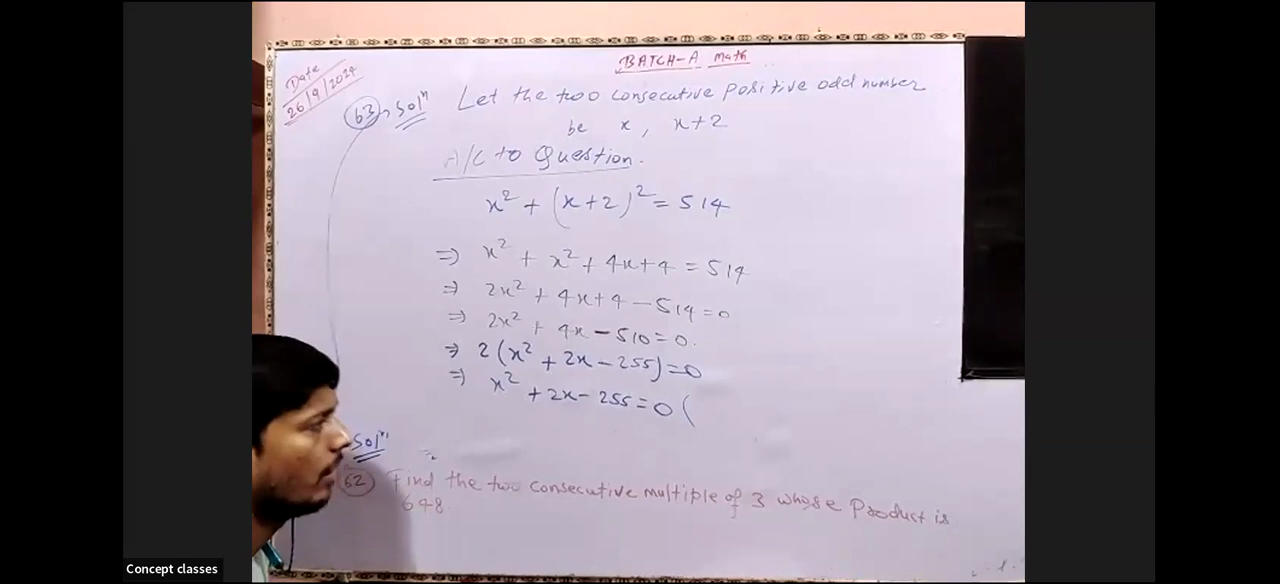 BATCH-A Math
Date
26/9/2024
63 Solⁿ Let the two consecutive positive odd number
be x, x+2
A/C to Question.
x² + (x+2)² = 514
⇒ x² + x² + 4x+4 = 514
⇒ 2x² + 4x+4 – 514 = 0
⇒ 2x² + 4x – 510 = 0.
⇒ 2(x² + 2x – 255) = 0
⇒ x² + 2x – 255 = 0 (
Solⁿ
62 Find the two consecutive multiple of 3 whose Product is
648.
Concept classes